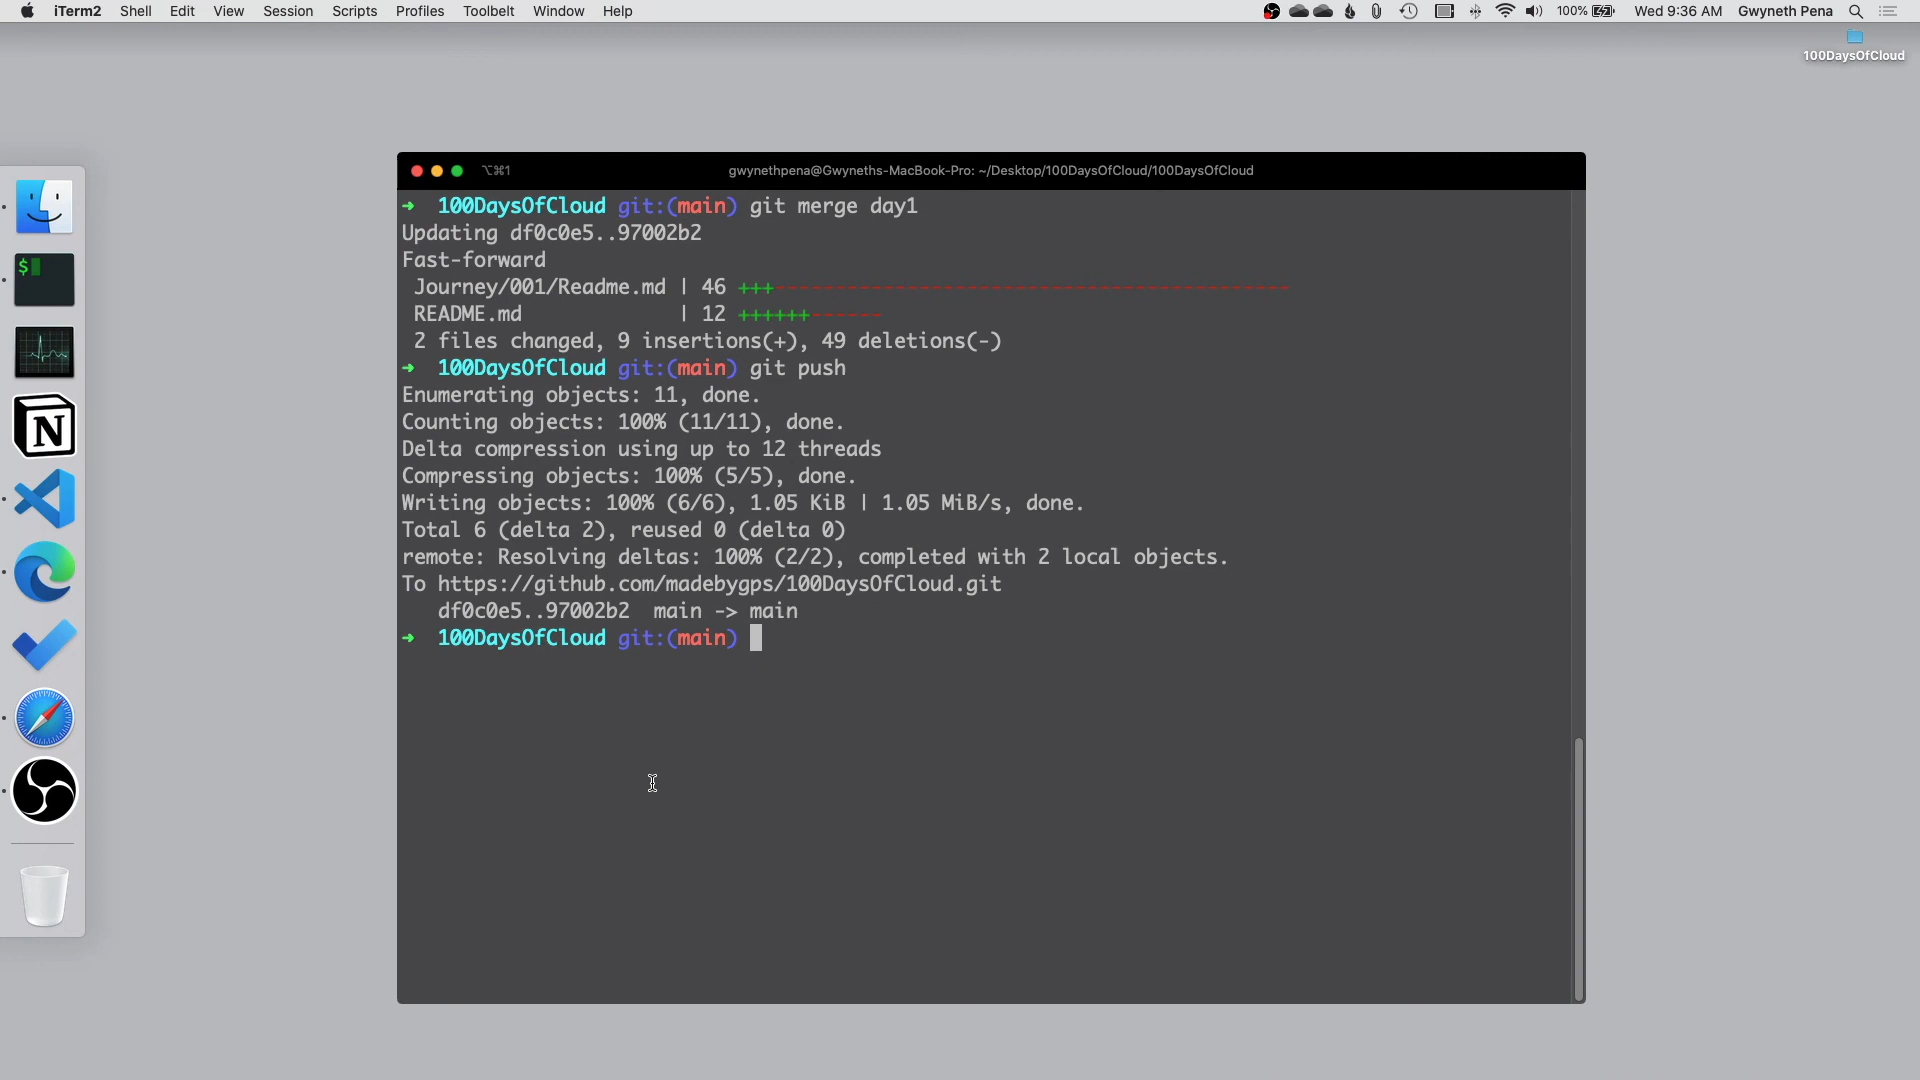 iTerm2 Shell Edit View Session Scripts Profiles Toolbelt Window Help 100% Wed 9:36 AM Gwyneth Pena
100DaysOfCloud
⌥⌘1 gwynethpena@Gwyneths-MacBook-Pro: ~/Desktop/100DaysOfCloud/100DaysOfCloud
➜ 100DaysOfCloud git:(main) git merge day1
Updating df0c0e5..97002b2
Fast-forward
Journey/001/Readme.md | 46 +++-------------------------------------------
README.md | 12 ++++++------
2 files changed, 9 insertions(+), 49 deletions(-)
➜ 100DaysOfCloud git:(main) git push
Enumerating objects: 11, done.
Counting objects: 100% (11/11), done.
Delta compression using up to 12 threads
Compressing objects: 100% (5/5), done.
Writing objects: 100% (6/6), 1.05 KiB | 1.05 MiB/s, done.
Total 6 (delta 2), reused 0 (delta 0)
remote: Resolving deltas: 100% (2/2), completed with 2 local objects.
To https://github.com/madebygps/100DaysOfCloud.git
df0c0e5..97002b2 main -> main
➜ 100DaysOfCloud git:(main)
$
N